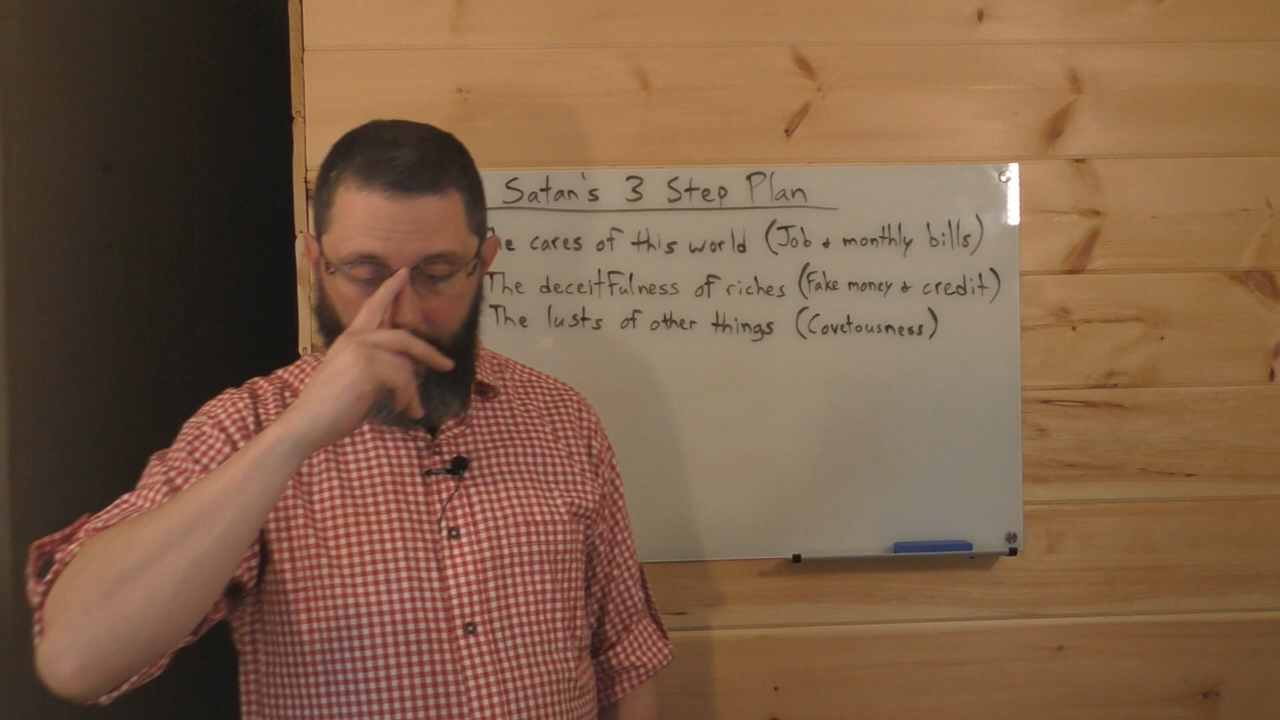 Satan's 3 Step Plan
he cares of this world (Job & monthly bills)
The deceitfulness of riches (Fake money & credit)
The lusts of other things (Covetousness)